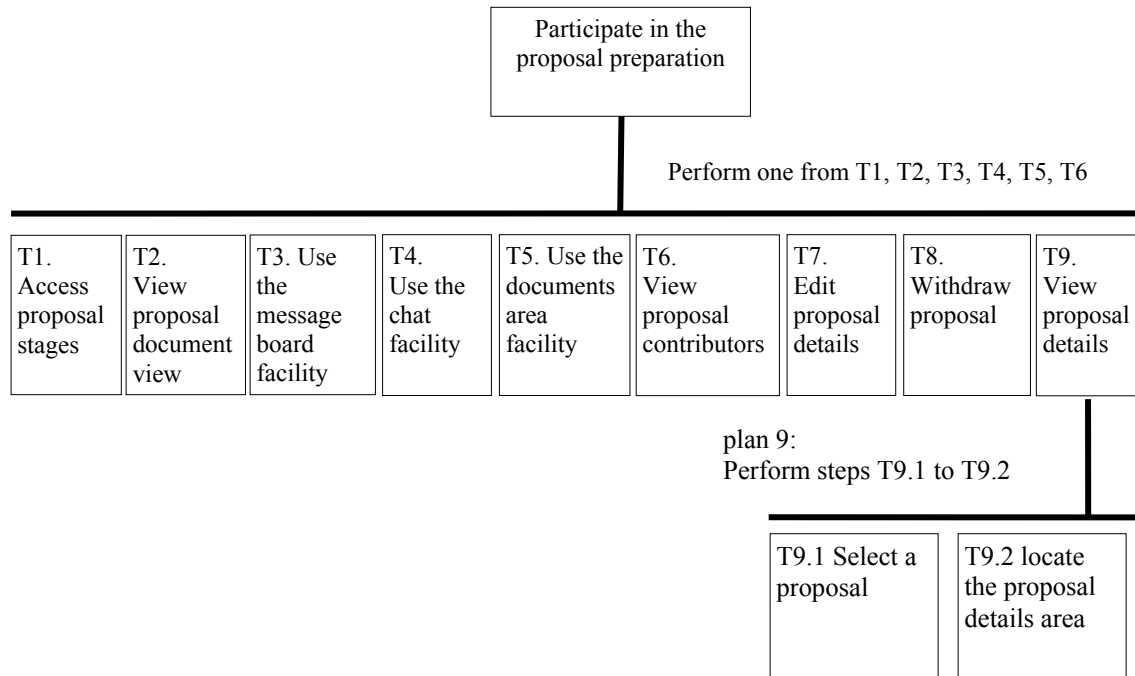 Participate in the
proposal preparation
Perform one from T1, T2, T3, T4, T5, T6
T1.
Access
proposal
stages
T2.
View
proposal
document
view
T3. Use
the
message
board
facility
T4.
Use the
chat
facility
T5. Use the
documents
area
facility
T6.
View
proposal
contributors
T7.
Edit
proposal
details
T8.
Withdraw
proposal
T9.
View
proposal
details
plan 9:
Perform steps T9.1 to T9.2
T9.1 Select a
proposal
T9.2 locate
the proposal
details area